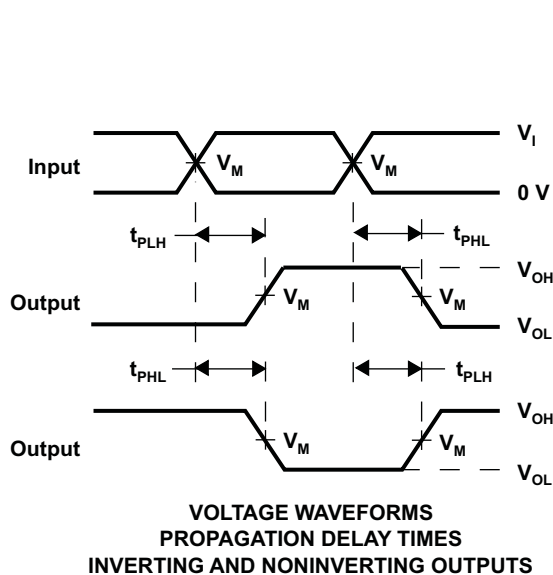 V_I
Input V_M V_M
0 V
t_PLH t_PHL
V_OH
Output V_M V_M
V_OL
t_PHL t_PLH
V_OH
Output V_M V_M
V_OL
VOLTAGE WAVEFORMS
PROPAGATION DELAY TIMES
INVERTING AND NONINVERTING OUTPUTS